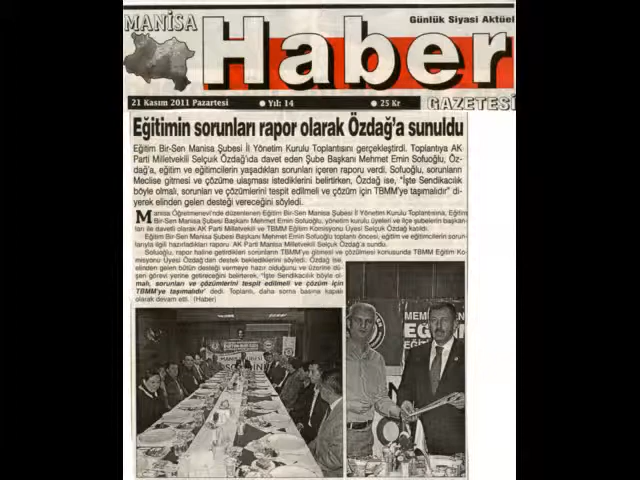 MANİSA
Günlük Siyasi Aktüel
Haber
21 Kasım 2011 Pazartesi ● Yıl: 14 ● 25 Kr
GAZETESİ
Eğitimin sorunları rapor olarak Özdağ'a sunuldu
Eğitim Bir-Sen Manisa Şubesi İl Yönetim Kurulu Toplantısını gerçekleştirdi. Toplantıya AK
Parti Milletvekili Selçuk Özdağ'ıda davet eden Şube Başkanı Mehmet Emin Sofuoğlu, Öz-
dağ'a, eğitim ve eğitimcilerin yaşadıkları sorunları içeren raporu verdi. Sofuoğlu, sorunların
Meclise gitmesi ve çözüme ulaşması istediklerini belirtirken, Özdağ ise, "İşte Sendikacılık
böyle olmalı, sorunları ve çözümlerini tespit edilmeli ve çözüm için TBMM'ye taşımalıdır" di-
yerek elinden gelen desteği vereceğini söyledi.
Manisa Öğretmenevi'nde düzenlenen Eğitim Bir-Sen Manisa Şubesi İl Yönetim Kurulu Toplantısına, Eğitim
Bir-Sen Manisa Şubesi Başkanı Mehmet Emin Sofuoğlu, yönetim kurulu üyeleri ve ilçe şubelerin başkan-
ları ile davetli olarak AK Parti Milletvekili ve TBMM Eğitim Komisyonu Üyesi Selçuk Özdağ katıldı.
Eğitim Bir-Sen Manisa Şubesi Başkanı Mehmet Emin Sofuoğlu toplantı öncesi, eğitim ve eğitimcilerin sorun-
larıyla ilgili hazırladıkları raporu AK Parti Manisa Milletvekili Selçuk Özdağ'a sundu.
Sofuoğlu, rapor haline getirdikleri sorunların TBMM'ye gitmesi ve çözülmesi konusunda TBMM Eğitim Ko-
misyonu Üyesi Özdağ'dan destek beklediklerini söyledi. Özdağ ise,
elinden gelen bütün desteği vermeye hazır olduğunu ve üzerine dü-
şen görevi yerine getireceğini belirterek, "İşte Sendikacılık böyle ol-
malı, sorunları ve çözümlerini tespit edilmeli ve çözüm için
TBMM'ye taşımalıdır" dedi. Toplantı, daha sonra basına kapalı
olarak devam etti. (Haber)